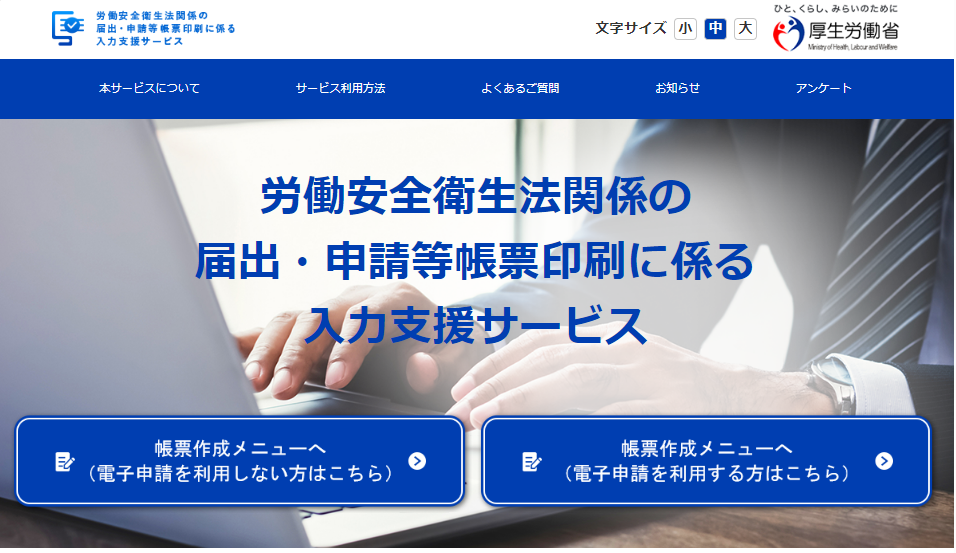 労働安全衛生法関係の
届出・申請等帳票印刷に係る
入力支援サービス
文字サイズ 小 中 大
ひと、くらし、みらいのために
厚生労働省
Ministry of Health, Labour and Welfare
本サービスについて
サービス利用方法
よくあるご質問
お知らせ
アンケート
労働安全衛生法関係の
届出・申請等帳票印刷に係る
入力支援サービス
帳票作成メニューへ
（電子申請を利用しない方はこちら）
帳票作成メニューへ
（電子申請を利用する方はこちら）